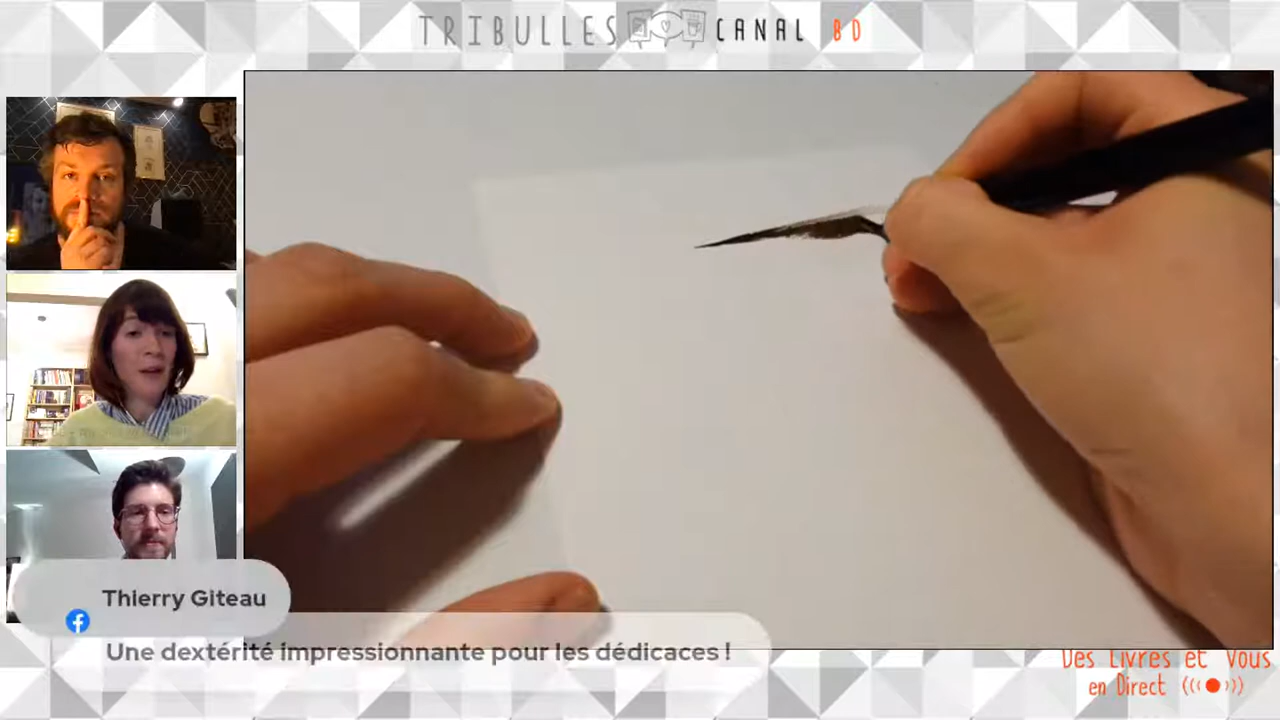 TRIBULLES CANAL BD
Thierry Giteau
Une dextérité impressionnante pour les dédicaces !
Des Livres et Vous
en Direct